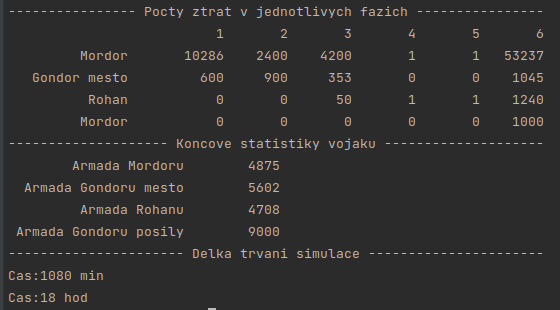 ---------------- Pocty ztrat v jednotlivych fazich ----------------
1 2 3 4 5 6
Mordor 10286 2400 4200 1 1 53237
Gondor mesto 600 900 353 0 0 1045
Rohan 0 0 50 1 1 1240
Mordor 0 0 0 0 0 1000
-------------------- Koncove statistiky vojaku --------------------
Armada Mordoru 4875
Armada Gondoru mesto 5602
Armada Rohanu 4708
Armada Gondoru posily 9000
---------------------- Delka trvani simulace ----------------------
Cas:1080 min
Cas:18 hod